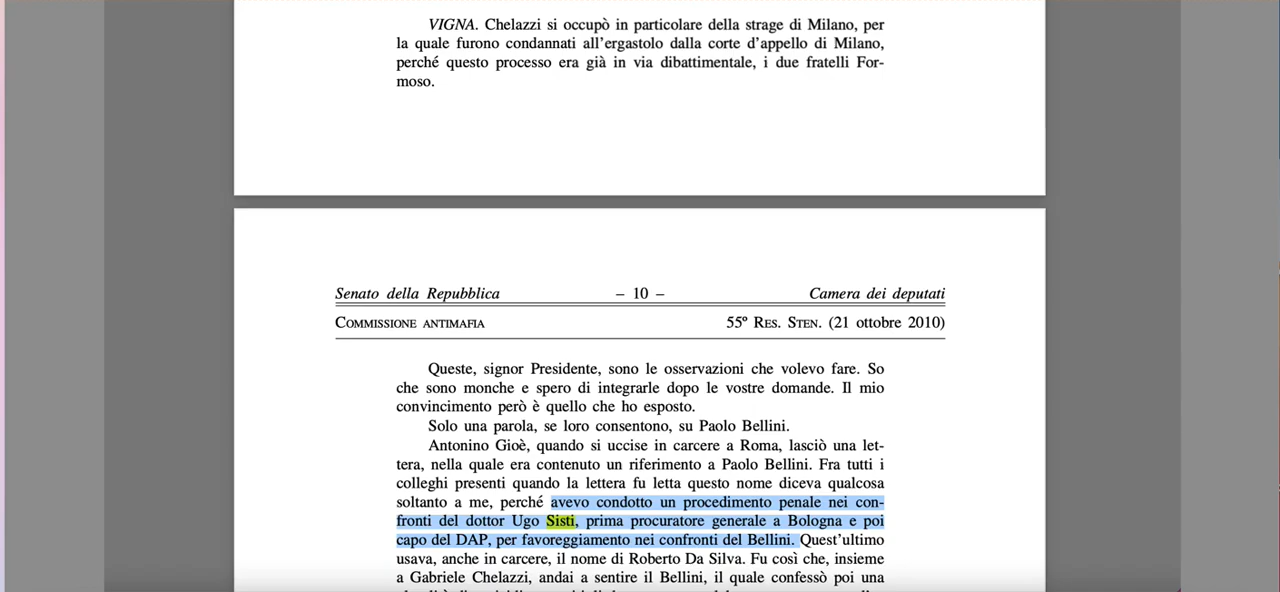 VIGNA. Chelazzi si occupò in particolare della strage di Milano, per
la quale furono condannati all'ergastolo dalla corte d'appello di Milano,
perché questo processo era già in via dibattimentale, i due fratelli For-
moso.
Senato della Repubblica – 10 – Camera dei deputati
COMMISSIONE ANTIMAFIA 55º RES. STEN. (21 ottobre 2010)
Queste, signor Presidente, sono le osservazioni che volevo fare. So
che sono monche e spero di integrarle dopo le vostre domande. Il mio
convincimento però è quello che ho esposto.
Solo una parola, se loro consentono, su Paolo Bellini.
Antonino Gioè, quando si uccise in carcere a Roma, lasciò una let-
tera, nella quale era contenuto un riferimento a Paolo Bellini. Fra tutti i
colleghi presenti quando la lettera fu letta questo nome diceva qualcosa
soltanto a me, perché avevo condotto un procedimento penale nei con-
fronti del dottor Ugo Sisti, prima procuratore generale a Bologna e poi
capo del DAP, per favoreggiamento nei confronti del Bellini. Quest'ultimo
usava, anche in carcere, il nome di Roberto Da Silva. Fu così che, insieme
a Gabriele Chelazzi, andai a sentire il Bellini, il quale confessò poi una